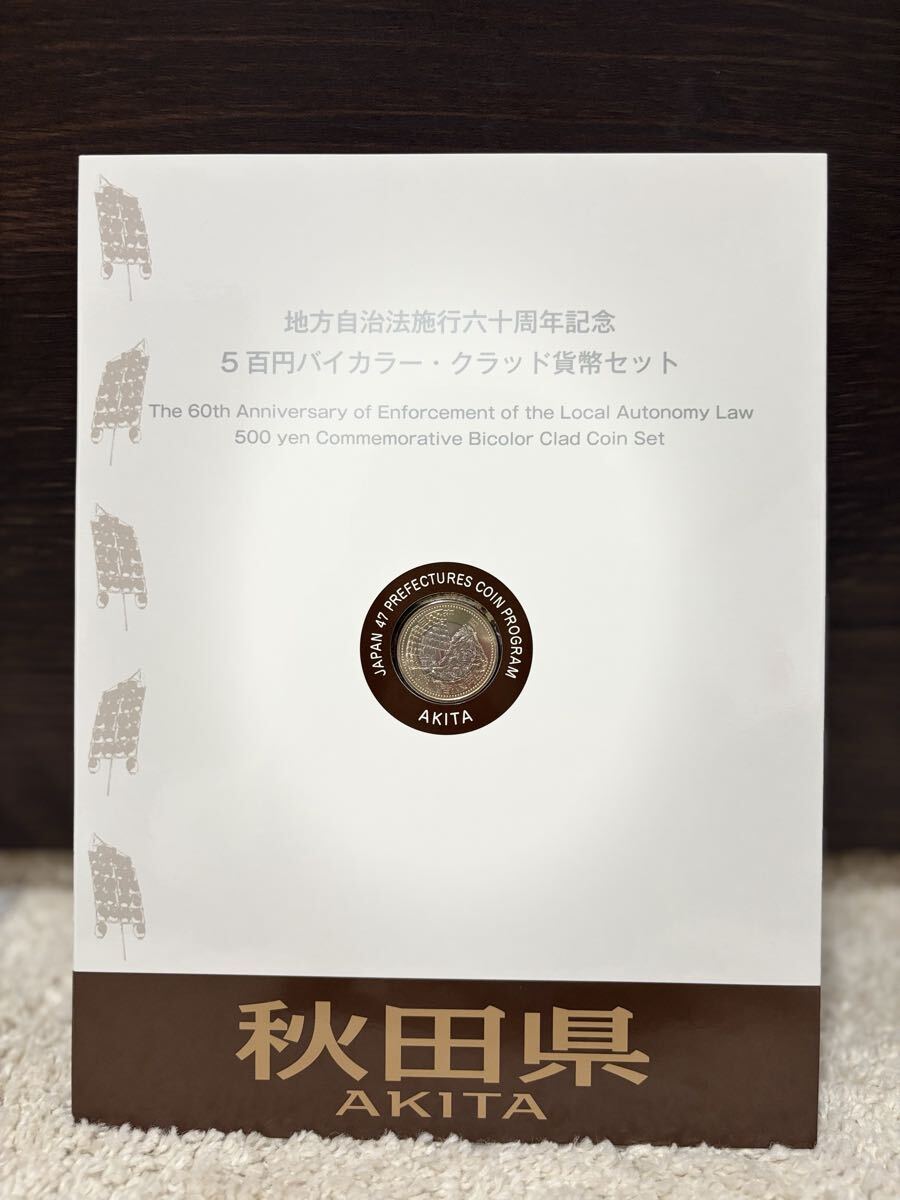 地方自治法施行六十周年記念
5百円バイカラー・クラッド貨幣セット
The 60th Anniversary of Enforcement of the Local Autonomy Law
500 yen Commemorative Bicolor Clad Coin Set
JAPAN 47 PREFECTURES COIN PROGRAM
AKITA
秋田県
AKITA